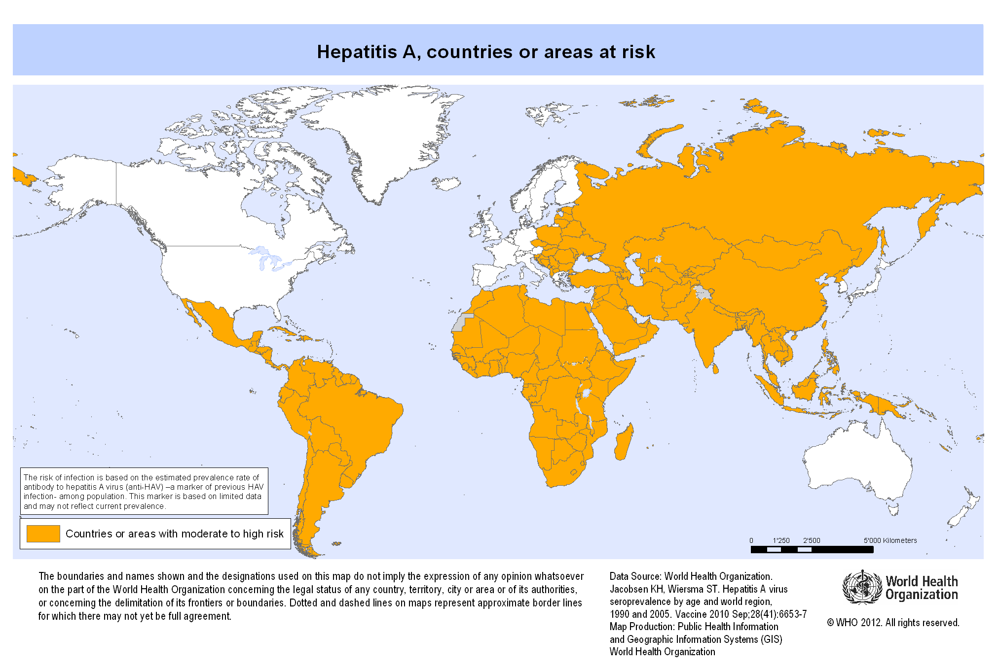 Hepatitis A, countries or areas at risk
The risk of infection is based on the estimated prevalence rate of
antibody to hepatitis A virus (anti-HAV) –a marker of previous HAV
infection- among population. This marker is based on limited data
and may not reflect current prevalence.
Countries or areas with moderate to high risk
0 1'250 2'500 5'000 Kilometers
The boundaries and names shown and the designations used on this map do not imply the expression of any opinion whatsoever
on the part of the World Health Organization concerning the legal status of any country, territory, city or area or of its authorities,
or concerning the delimitation of its frontiers or boundaries. Dotted and dashed lines on maps represent approximate border lines
for which there may not yet be full agreement.
Data Source: World Health Organization.
Jacobsen KH, Wiersma ST. Hepatitis A virus
seroprevalence by age and world region,
1990 and 2005. Vaccine 2010 Sep;28(41):6653-7
Map Production: Public Health Information
and Geographic Information Systems (GIS)
World Health Organization
World Health
Organization
© WHO 2012. All rights reserved.